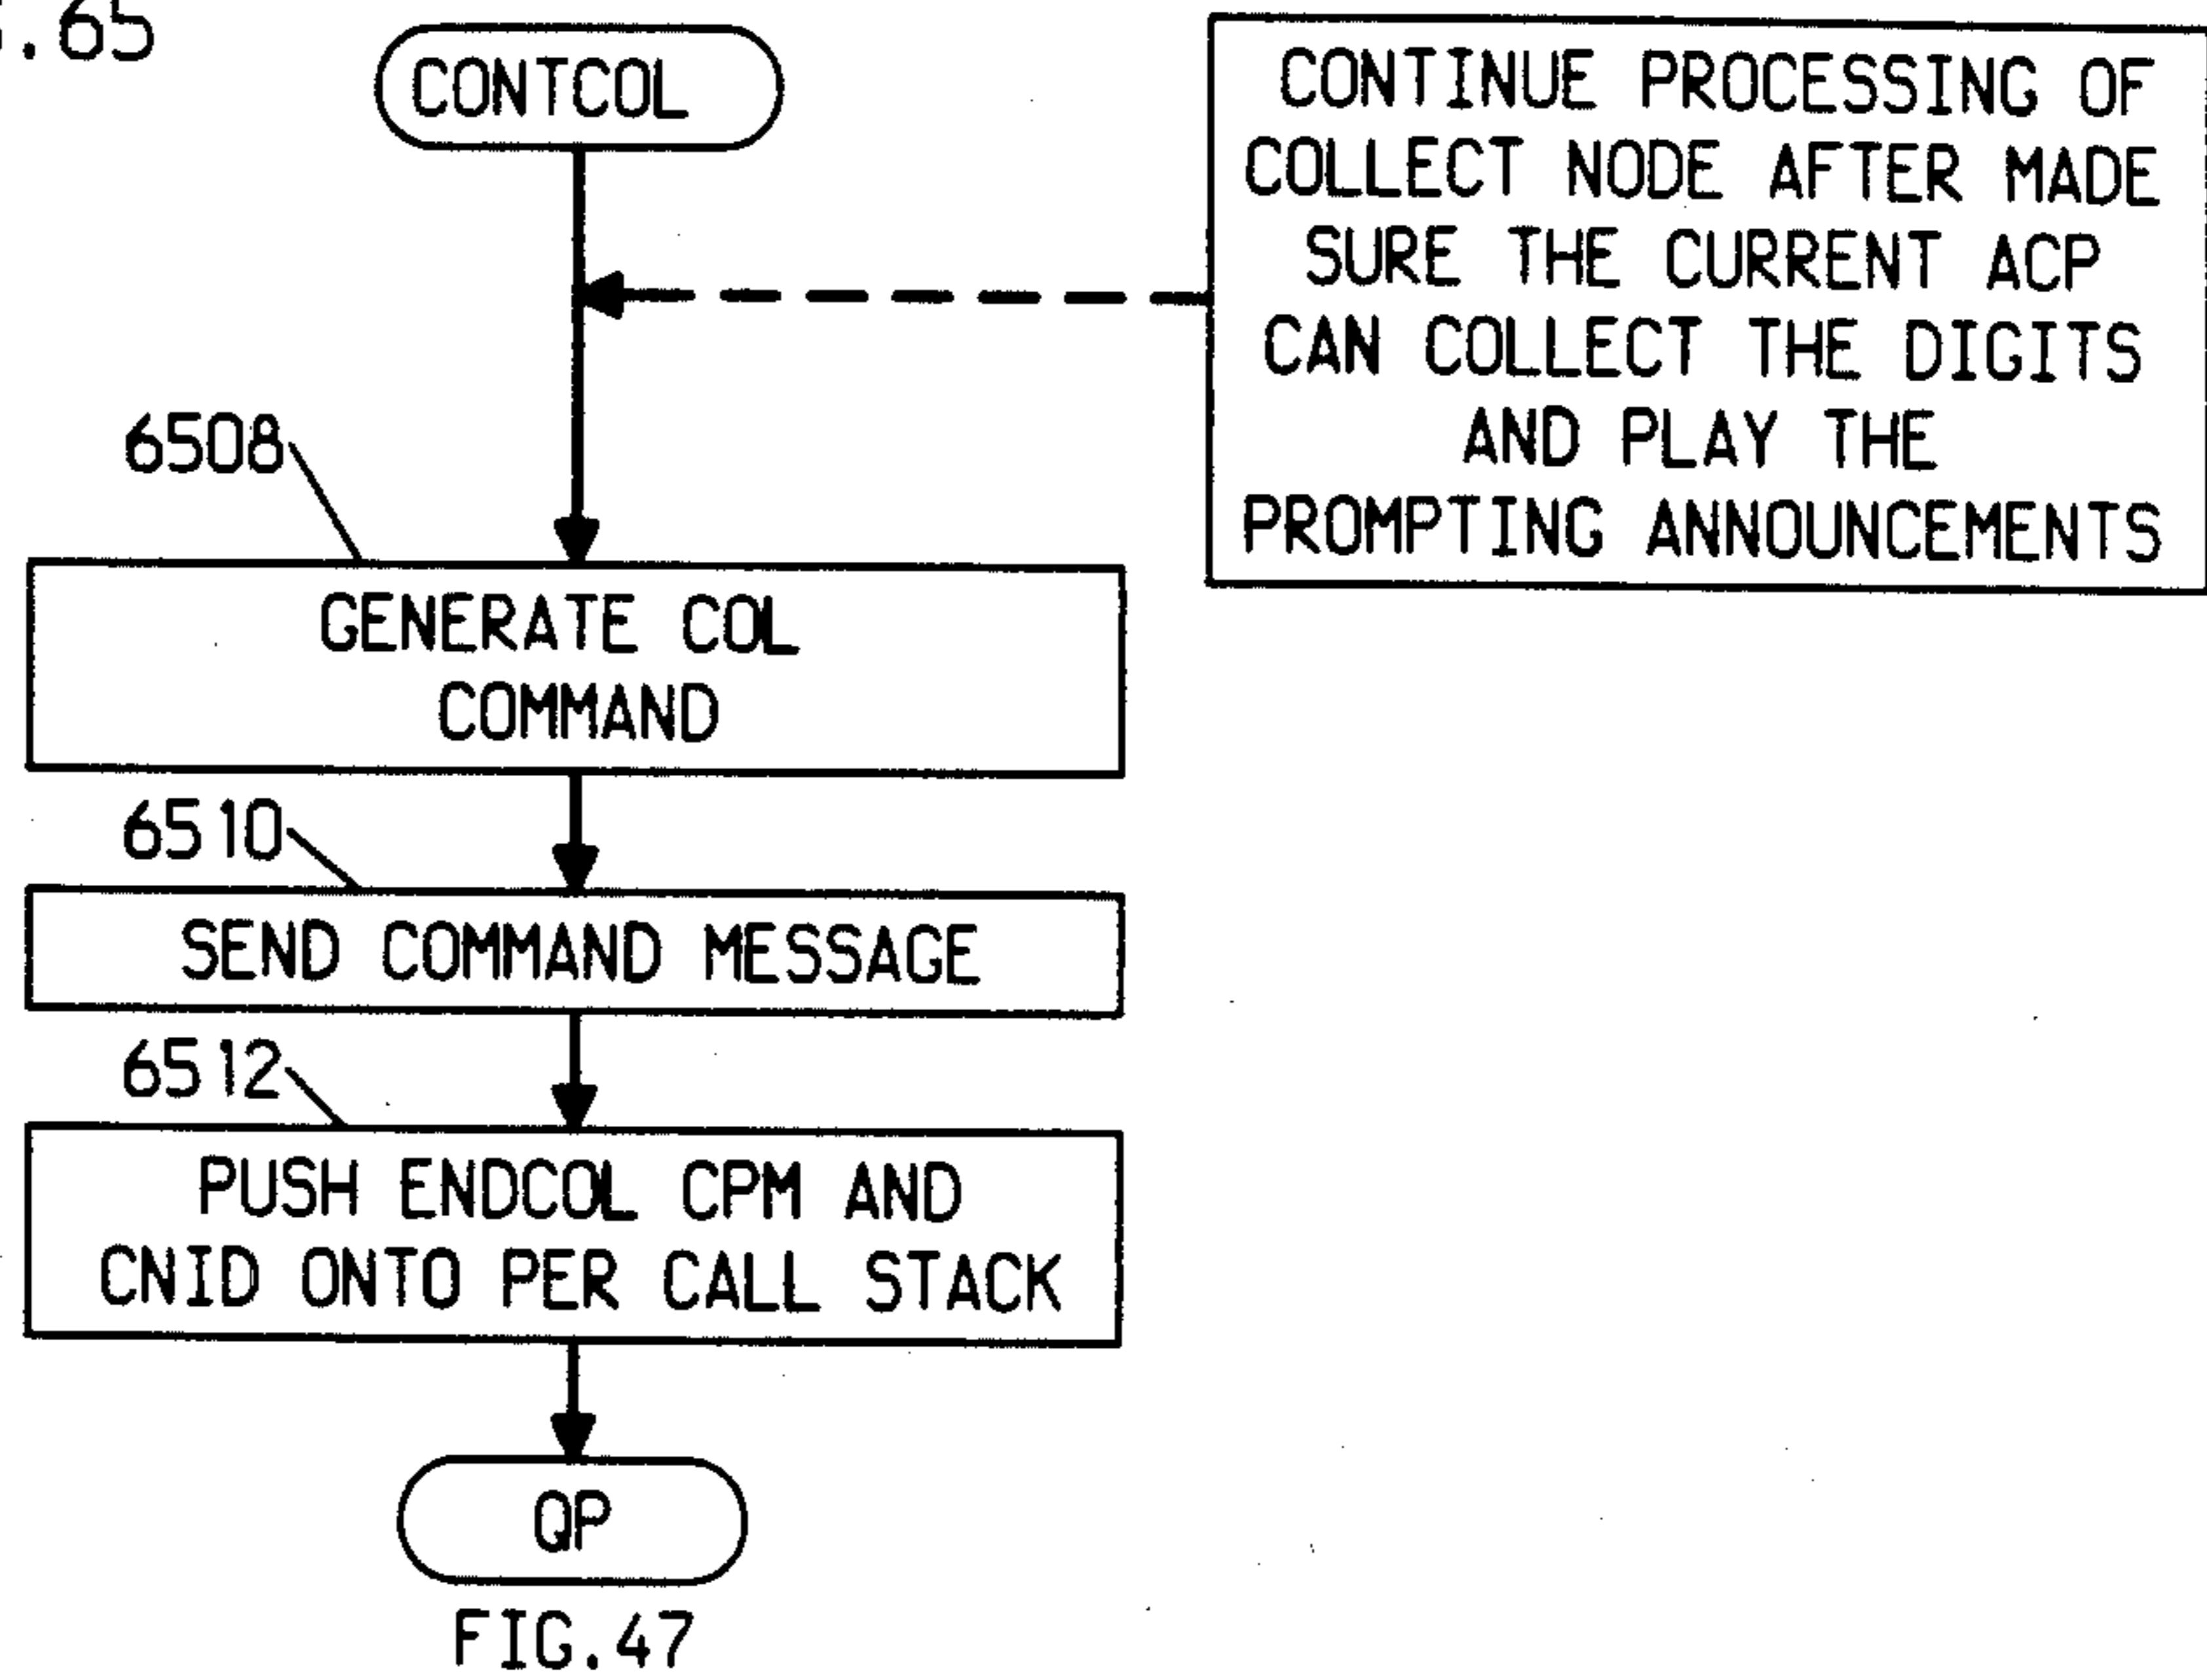 .65
CONTCOL
CONTINUE PROCESSING OF
COLLECT NODE AFTER MADE
SURE THE CURRENT ACP
CAN COLLECT THE DIGITS
AND PLAY THE
PROMPTING ANNOUNCEMENTS
6508
GENERATE COL
COMMAND
6510
SEND COMMAND MESSAGE
6512
PUSH ENDCOL CPM AND
CNID ONTO PER CALL STACK
QP
FIG.47